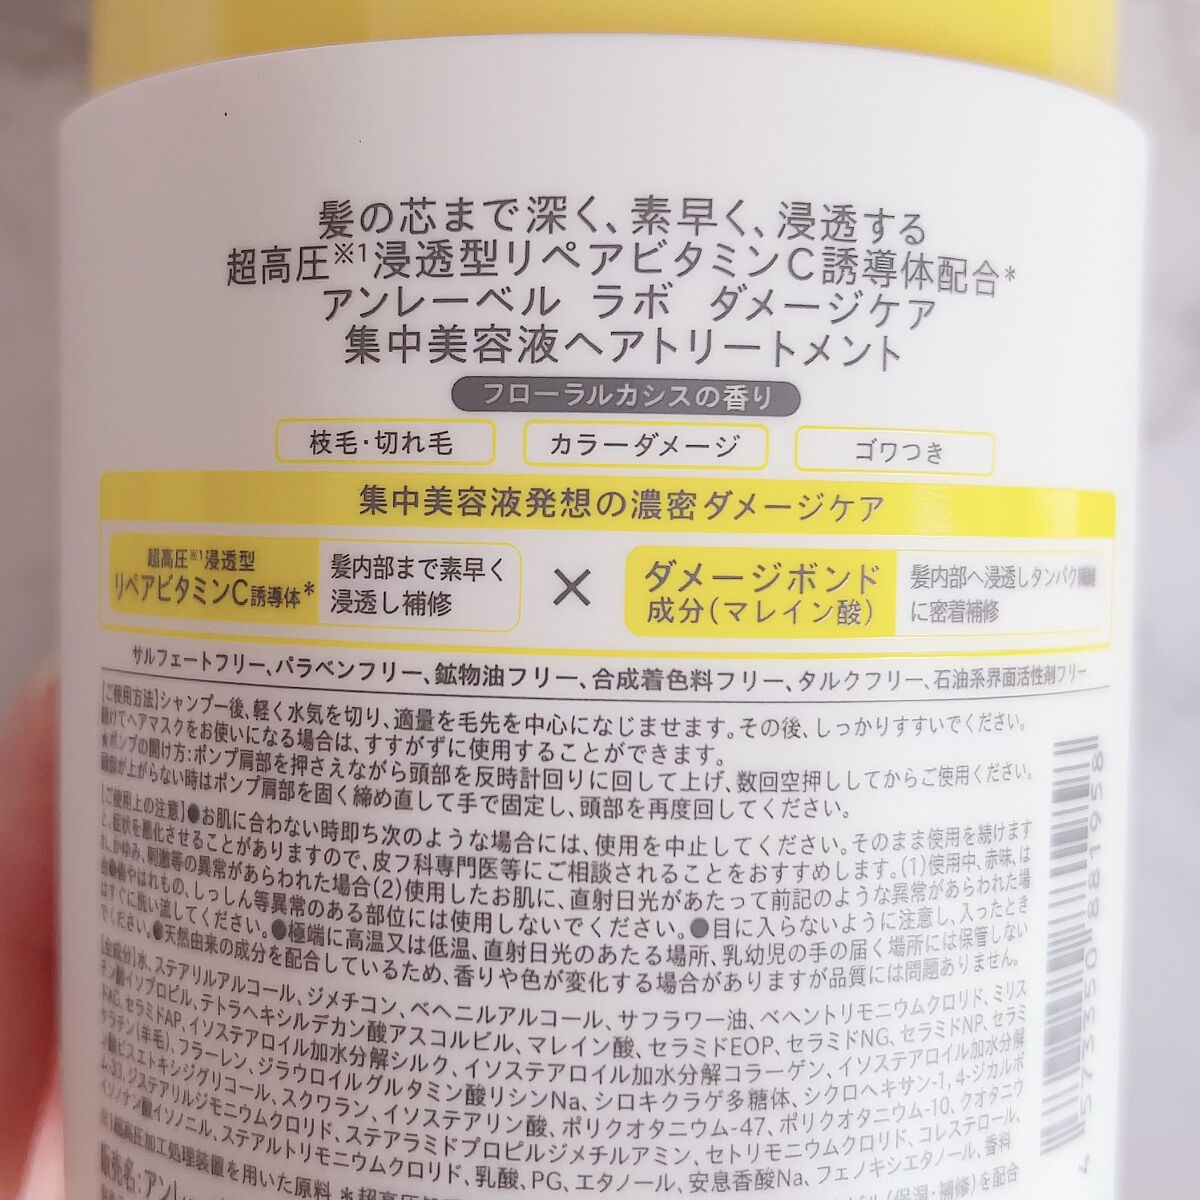 髪の芯まで深く、素早く、浸透する
超高圧※1浸透型リペアビタミンC誘導体配合*
アンレーベル ラボ ダメージケア
集中美容液ヘアトリートメント
フローラルカシスの香り
枝毛・切れ毛 カラーダメージ ゴワつき
集中美容液発想の濃密ダメージケア
超高圧※1浸透型
リペアビタミンC誘導体*
髪内部まで素早く
浸透し補修
×
ダメージボンド
成分(マレイン酸)
髪内部へ浸透しタンパク
に密着補修
サルフェートフリー、パラベンフリー、鉱物油フリー、合成着色料フリー、タルクフリー、石油系界面活性剤フリー
【ご使用方法】シャンプー後、軽く水気を切り、適量を毛先を中心になじませます。その後、しっかりすすいでください。
続けてヘアマスクをお使いになる場合は、すすがずに使用することができます。
★ポンプの開け方:ポンプ肩部を押さえながら頭部を反時計回りに回して上げ、数回空押ししてからご使用ください。
頭部が上がらない時はポンプ肩部を固く締め直して手で固定し、頭部を再度回してください。
【ご使用上の注意】●お肌に合わない時即ち次のような場合には、使用を中止してください。そのまま使用を続けます
と、症状を悪化させることがありますので、皮フ科専門医等にご相談されることをおすすめします。(1)使用中、赤味、は
れ、かゆみ、刺激等の異常があらわれた場合(2)使用したお肌に、直射日光があたって前記のような異常があらわれた場
合●傷やはれもの、しっしん等異常のある部位には使用しないでください。●目に入らないように注意し、入ったとき
はすぐに洗い流してください。●極端に高温又は低温、直射日光のあたる場所、乳幼児の手の届く場所には保管しない
でください。●天然由来の成分を配合しているため、香りや色が変化する場合がありますが品質には問題ありません。
【全成分】水、ステアリルアルコール、ジメチコン、ベヘニルアルコール、サフラワー油、ベヘントリモニウムクロリド、ミリス
チン酸イソプロピル、テトラヘキシルデカン酸アスコルビル、マレイン酸、セラミドEOP、セラミドNG、セラミドNP、セラミ
ドAG、セラミドAP、イソステアロイル加水分解シルク、イソステアロイル加水分解コラーゲン、イソステアロイル加水分解
ケラチン(羊毛)、フラーレン、ジラウロイルグルタミン酸リシンNa、シロキクラゲ多糖体、シクロヘキサン-1,4-ジカルボ
ン酸ビスエトキシジグリコール、スクワラン、イソステアリン酸、ポリクオタニウム-47、ポリクオタニウム-10、クオタニウ
ム-33、ジステアリルジモニウムクロリド、ステアラミドプロピルジメチルアミン、セトリモニウムクロリド、コレステロール、
イソノナン酸イソノニル、ステアルトリモニウムクロリド、乳酸、PG、エタノール、安息香酸Na、フェノキシエタノール、香料
※1超高圧加工処理装置を用いた原料 *超高圧 (保湿・補修)を配合
販売名:アン
4 573350 881958